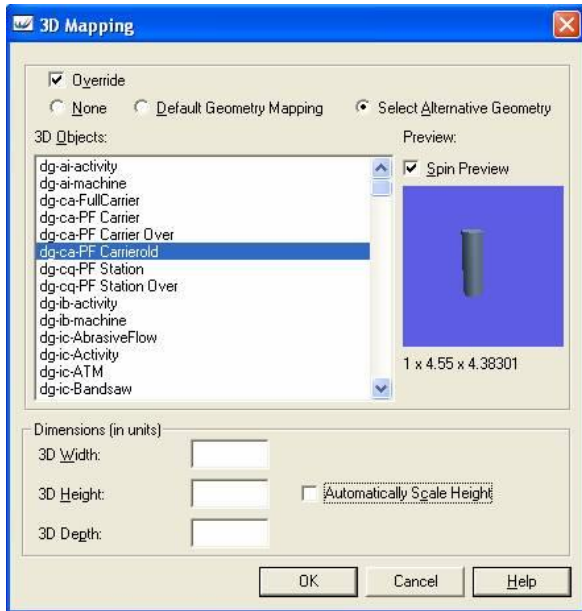 3D Mapping
Override
None Default Geometry Mapping Select Alternative Geometry
3D Objects: Preview:
dg-ai-activity
Spin Preview
dg-ai-machine
dg-ca-FullCarrier
dg-ca-PF Carrier
dg-ca-PF Carrier Over
dg-ca-PF Carrierold
dg-cq-PF Station
dg-cq-PF Station Over
dg-ib-activity
dg-ib-machine
dg-ic-AbrasiveFlow
dg-ic-Activity
1 x 4.55 x 4.38301
dg-ic-ATM
dg-ic-Bandsaw
Dimensions (in units)
3D Width:
3D Height: Automatically Scale Height
3D Depth:
OK Cancel Help